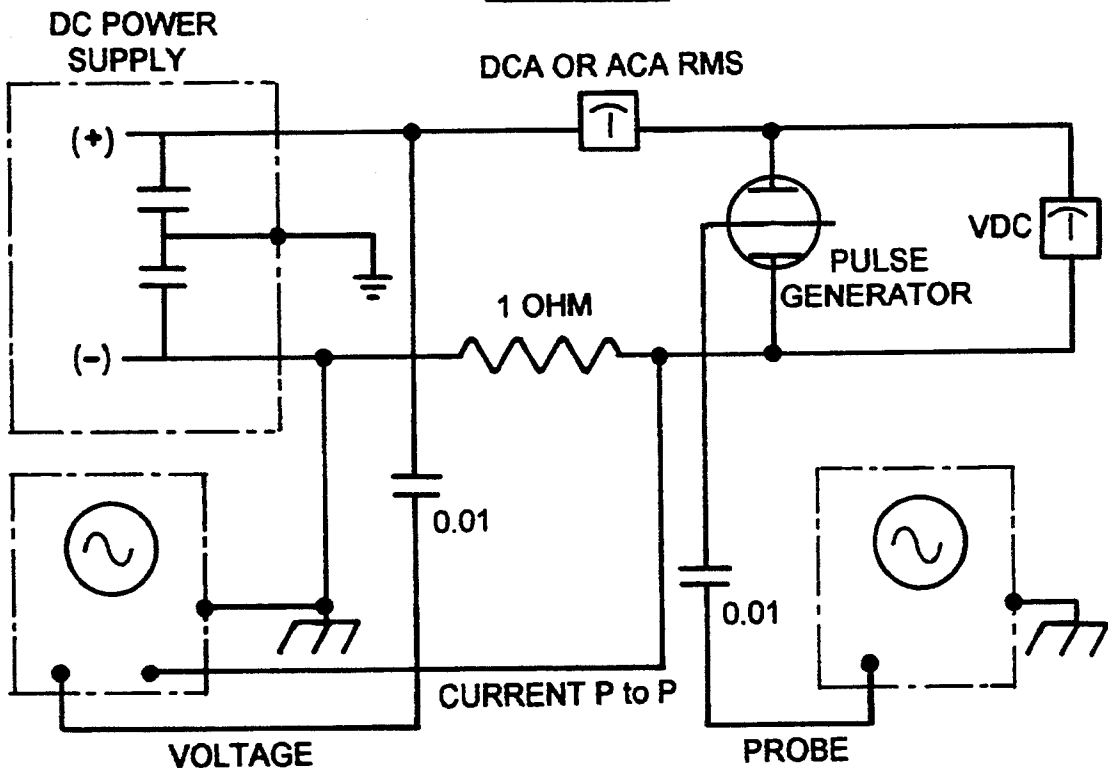 DC POWER
SUPPLY
DCA OR ACA RMS
(+)
VDC
PULSE
GENERATOR
1 OHM
(-)
0.01
0.01
CURRENT P to P
VOLTAGE
PROBE